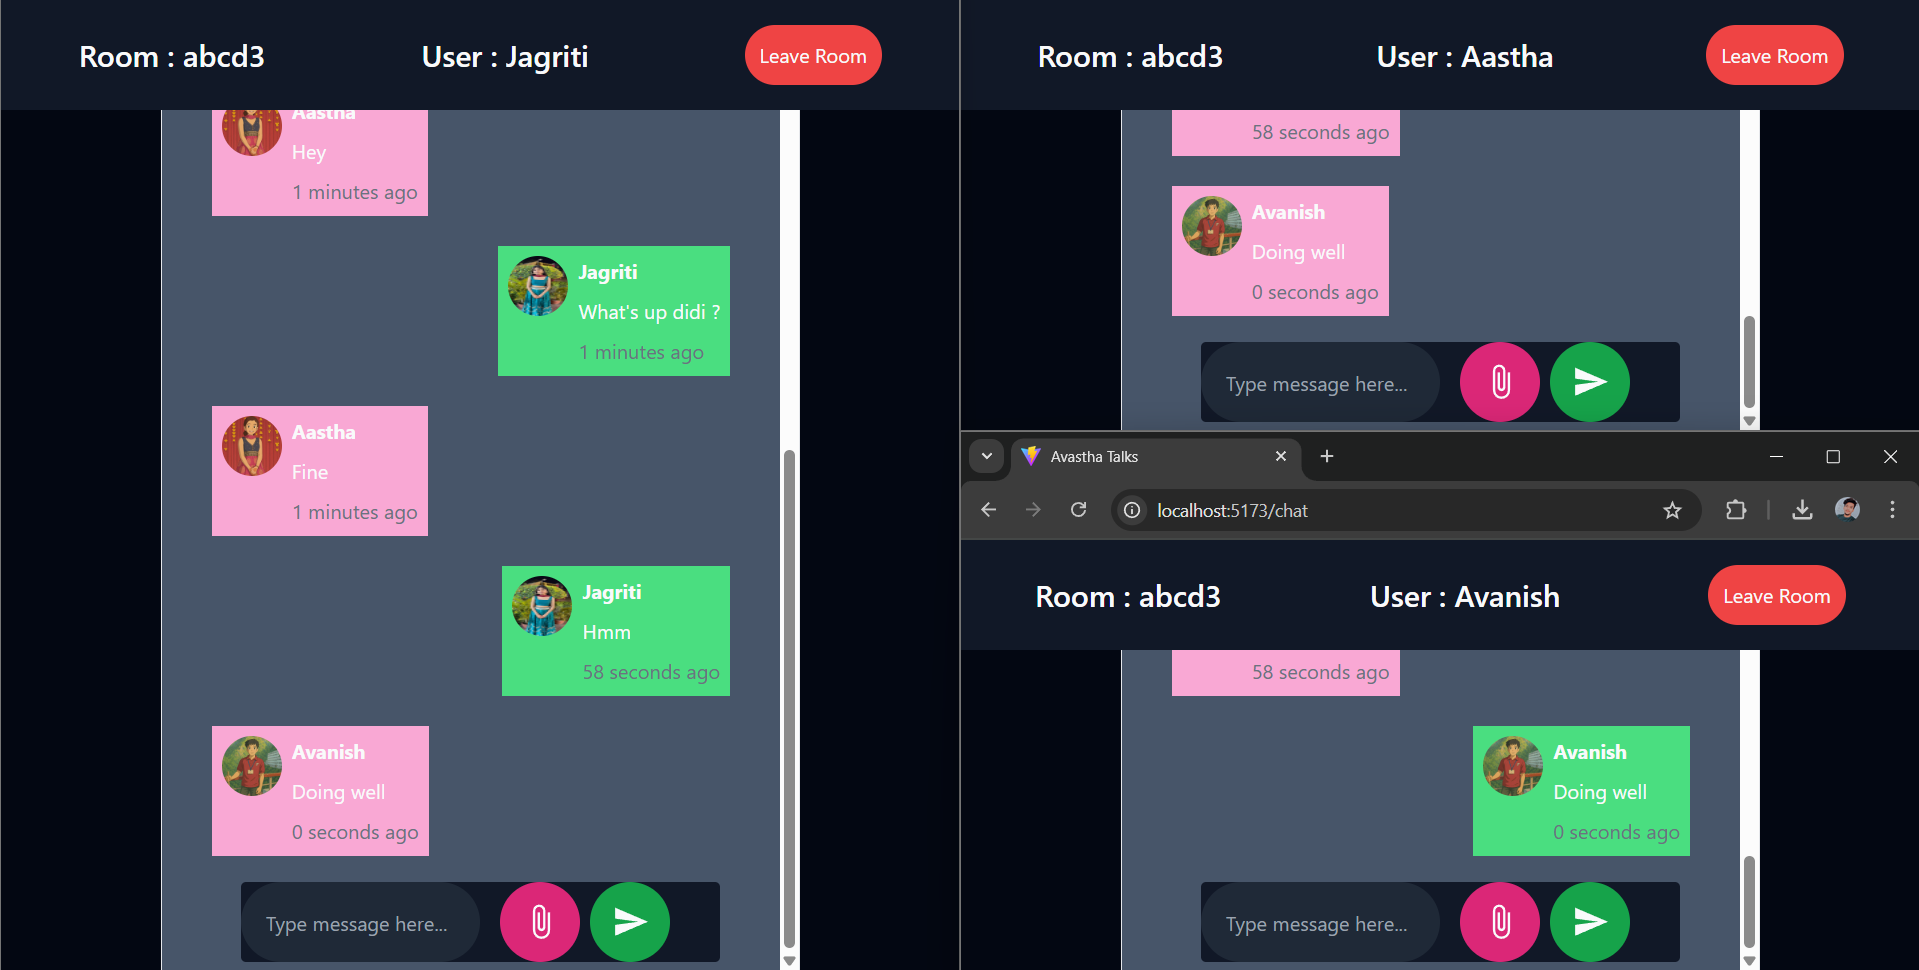 Room : abcd3
User : Jagriti
Leave Room
Aastha
Hey
1 minutes ago
Jagriti
What's up didi ?
1 minutes ago
Aastha
Fine
1 minutes ago
Jagriti
Hmm
58 seconds ago
Avanish
Doing well
0 seconds ago
Type message here...
Room : abcd3
User : Aastha
Leave Room
58 seconds ago
Avanish
Doing well
0 seconds ago
Type message here...
Avastha Talks
localhost:5173/chat
Room : abcd3
User : Avanish
Leave Room
58 seconds ago
Avanish
Doing well
0 seconds ago
Type message here...